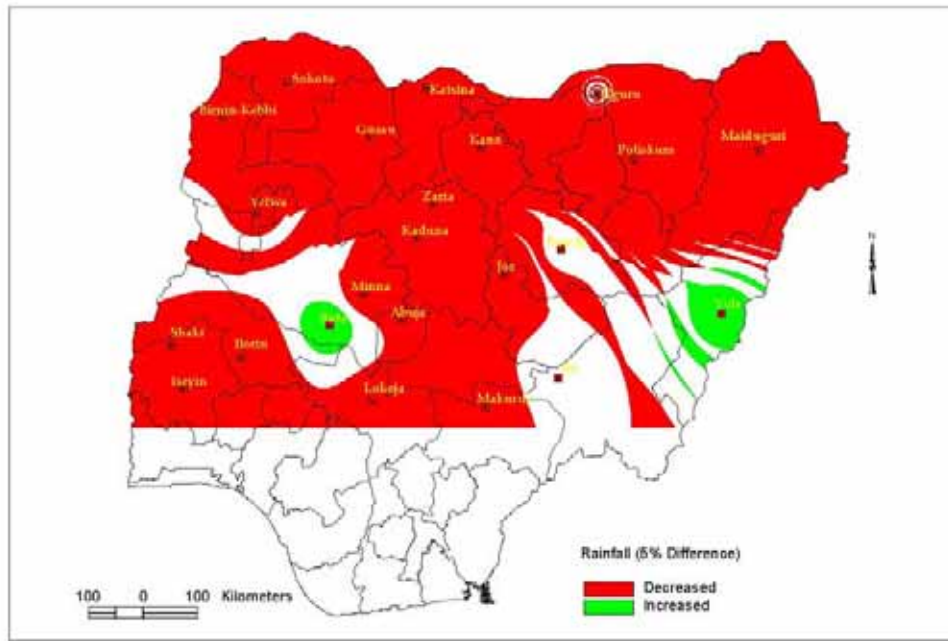 Sokoto
Katsina
Nguru
Birnin-Kebbi
Gusau
Kano
Potiskum
Maiduguri
Yelwa
Zaria
Kaduna
Jos
Minna
Yola
Abuja
Shaki
Ilorin
Iseyin
Lokoja
Makurdi
N
Rainfall (5% Difference)
Decreased
Increased
100 0 100 Kilometers